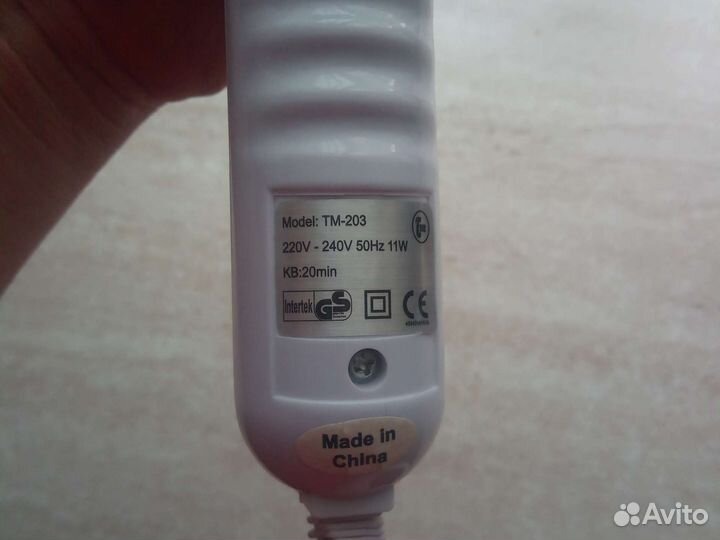 Model: TM-203
220V - 240V 50Hz 11W
KB:20min
Intertek GS CE
Made in
China
Avito